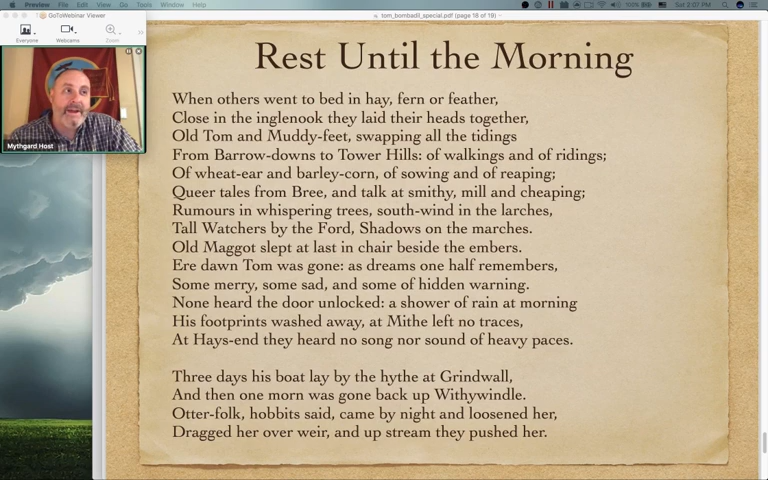 Preview File Edit View Go Tools Window Help
100%
Sat 2:07 PM
GoToWebinar Viewer
tom_bombadil_special.pdf (page 18 of 19)
Everyone Webcams Zoom
Mythgard Host
Rest Until the Morning
When others went to bed in hay, fern or feather,
Close in the inglenook they laid their heads together,
Old Tom and Muddy-feet, swapping all the tidings
From Barrow-downs to Tower Hills: of walkings and of ridings;
Of wheat-ear and barley-corn, of sowing and of reaping;
Queer tales from Bree, and talk at smithy, mill and cheaping;
Rumours in whispering trees, south-wind in the larches,
Tall Watchers by the Ford, Shadows on the marches.
Old Maggot slept at last in chair beside the embers.
Ere dawn Tom was gone: as dreams one half remembers,
Some merry, some sad, and some of hidden warning.
None heard the door unlocked: a shower of rain at morning
His footprints washed away, at Mithe left no traces,
At Hays-end they heard no song nor sound of heavy paces.
Three days his boat lay by the hythe at Grindwall,
And then one morn was gone back up Withywindle.
Otter-folk, hobbits said, came by night and loosened her,
Dragged her over weir, and up stream they pushed her.